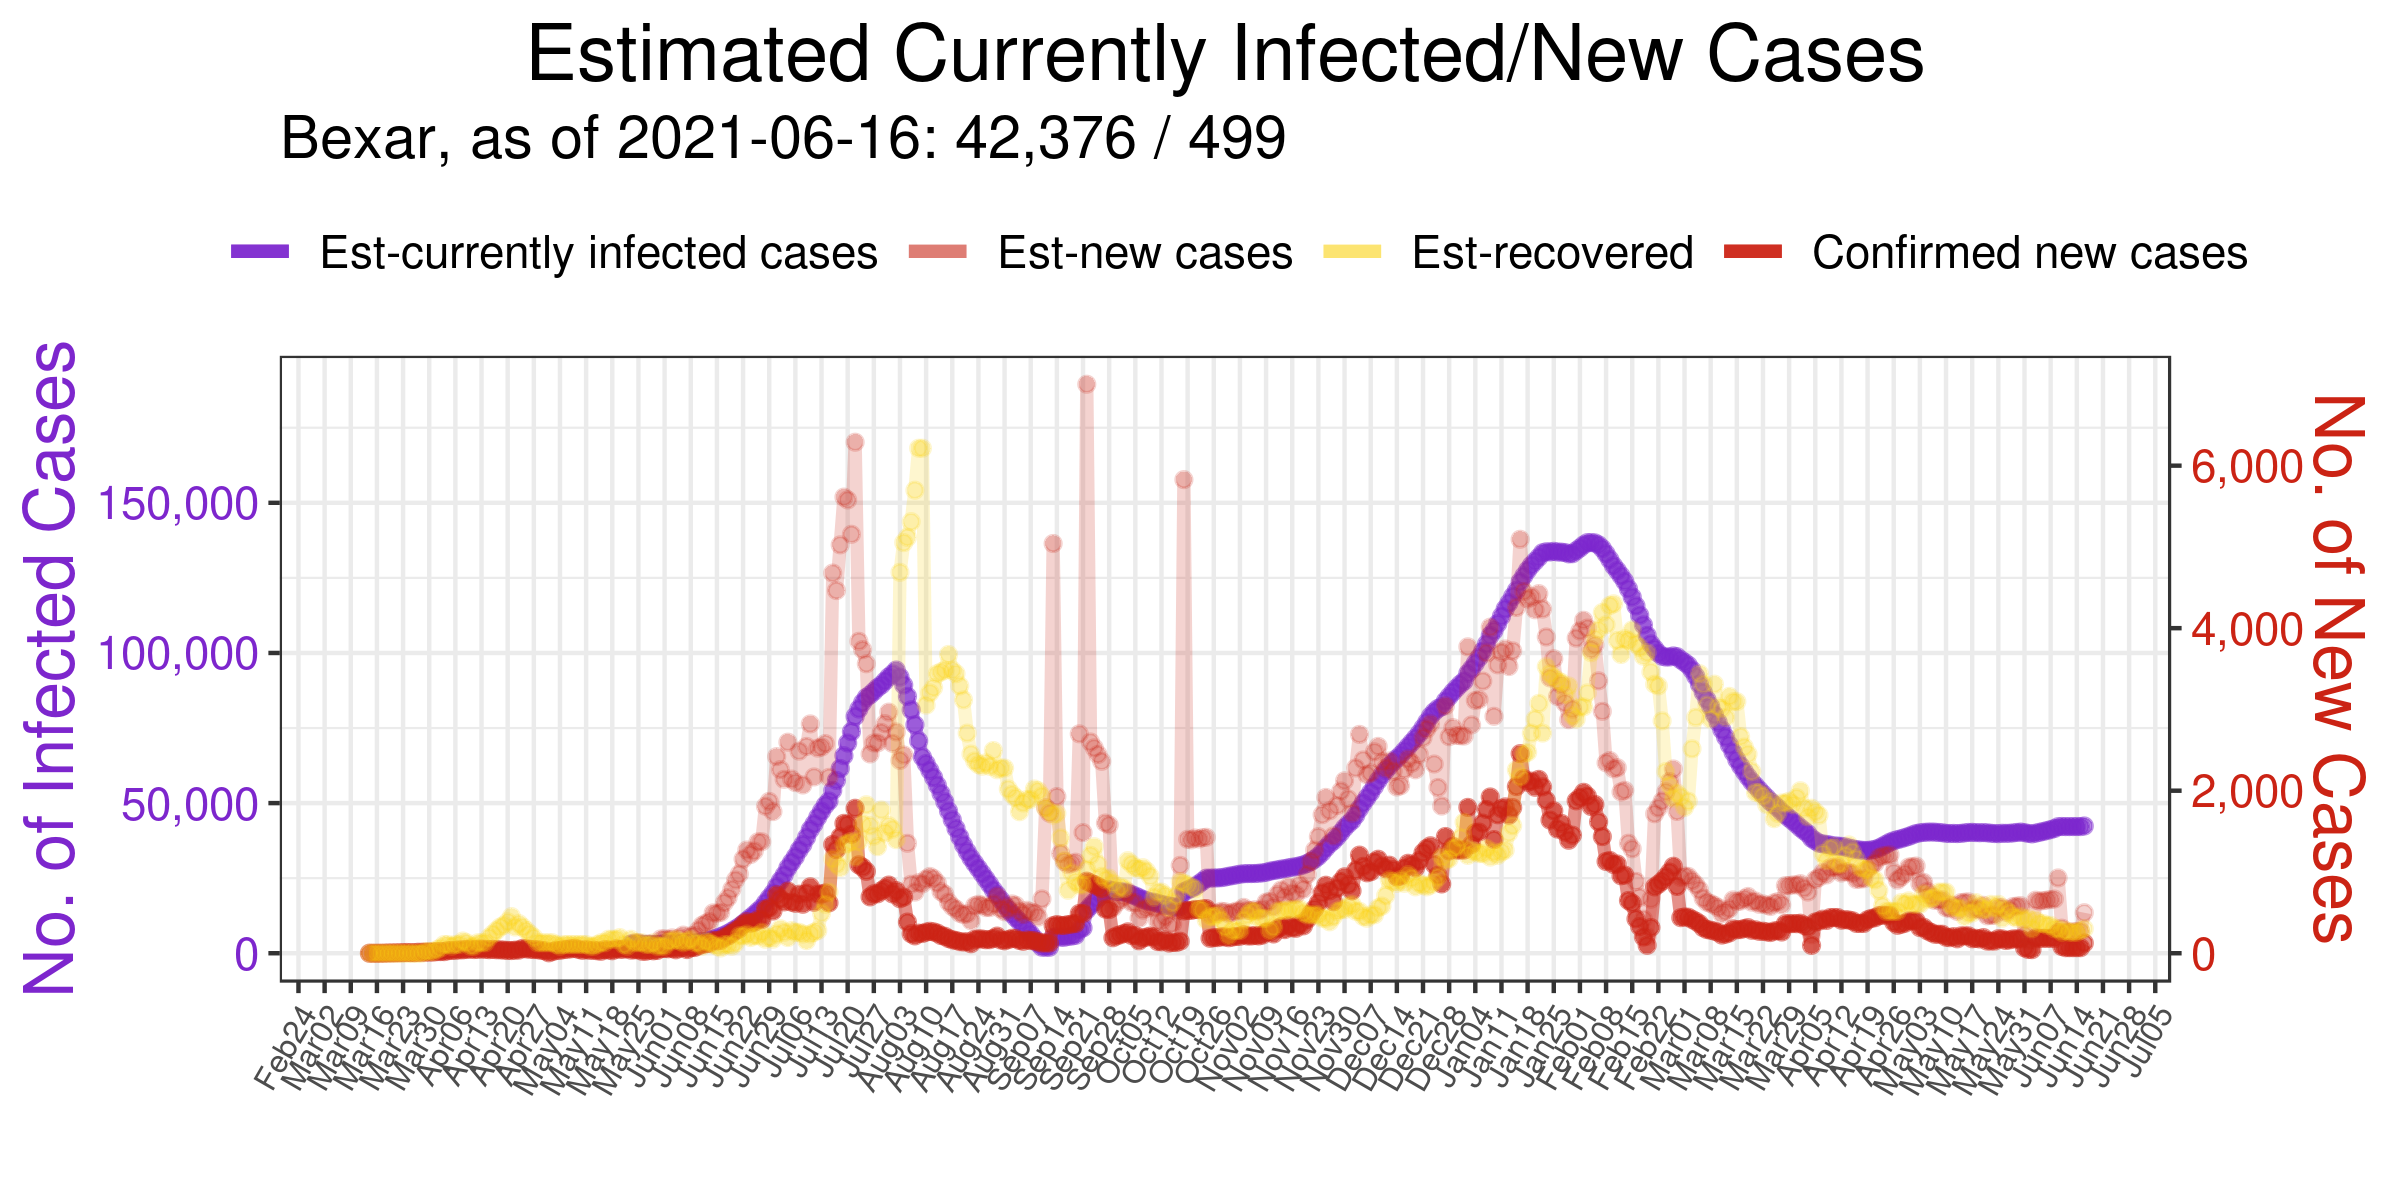 Estimated Currently Infected/New Cases
Bexar, as of 2021-06-16: 42,376 / 499
Est-currently infected cases Est-new cases Est-recovered Confirmed new cases
No. of Infected Cases
150,000
100,000
50,000
0
6,000
4,000
2,000
0
No. of New Cases
Feb24 Mar02 Mar09 Mar16 Mar23 Mar30 Apr06 Apr13 Apr20 Apr27 May04 May11 May18 May25 Jun01 Jun08 Jun15 Jun22 Jun29 Jul06 Jul13 Jul20 Jul27 Aug03 Aug10 Aug17 Aug24 Aug31 Sep07 Sep14 Sep21 Sep28 Oct05 Oct12 Oct19 Oct26 Nov02 Nov09 Nov16 Nov23 Nov30 Dec07 Dec14 Dec21 Dec28 Jan04 Jan11 Jan18 Jan25 Feb01 Feb08 Feb15 Feb22 Mar01 Mar08 Mar15 Mar22 Mar29 Apr05 Apr12 Apr19 Apr26 May03 May10 May17 May24 May31 Jun07 Jun14 Jun21 Jun28 Jul05